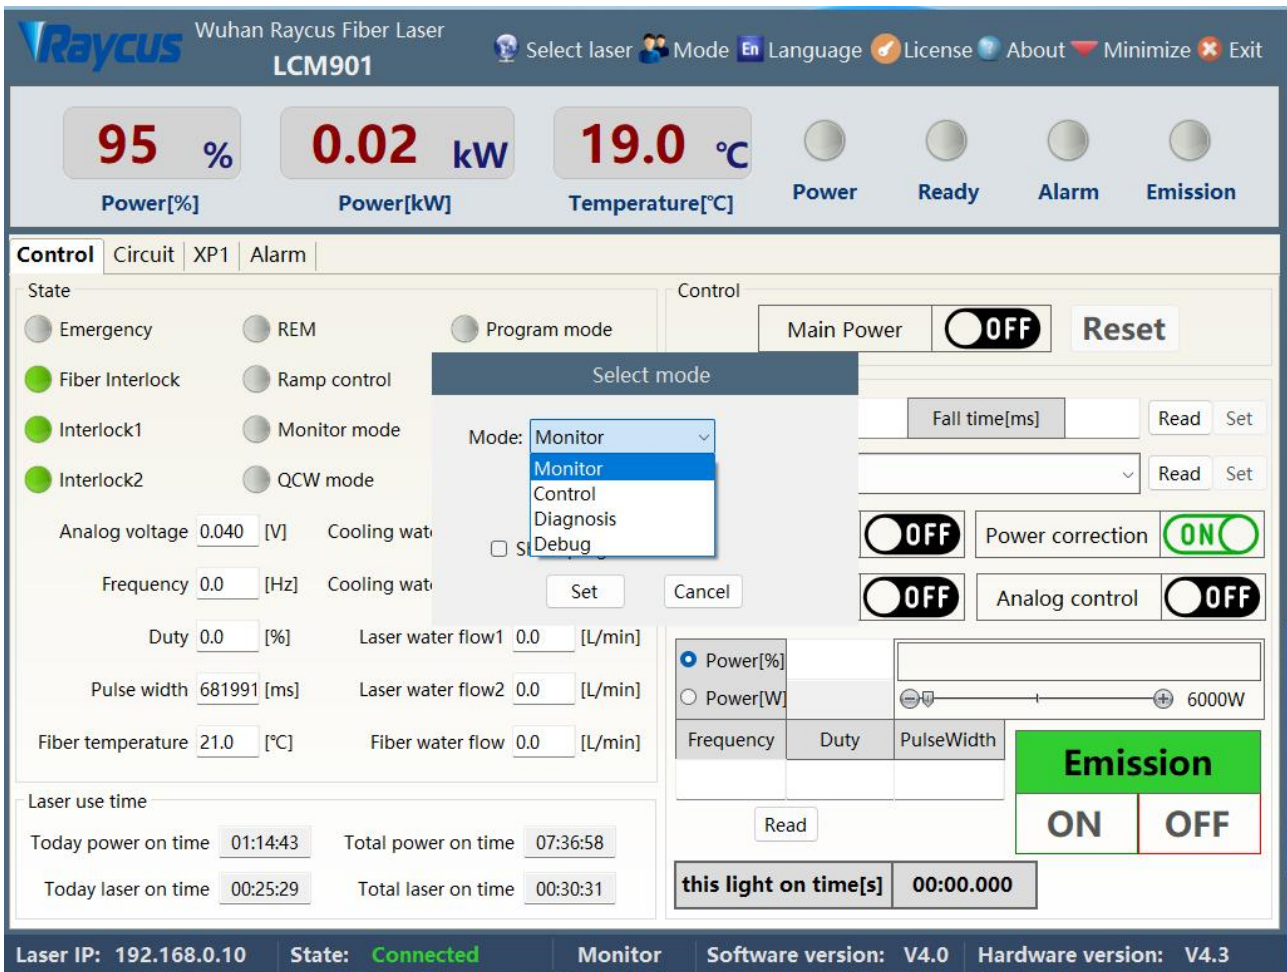 Raycus Wuhan Raycus Fiber Laser
LCM901
Select laser Mode En Language License About Minimize Exit
95 % 0.02 kW 19.0 ℃
Power[%] Power[kW] Temperature[℃] Power Ready Alarm Emission
Control Circuit XP1 Alarm
State
Emergency REM Program mode
Fiber Interlock Ramp control
Interlock1 Monitor mode
Interlock2 QCW mode
Analog voltage 0.040 [V] Cooling
Frequency 0.0 [Hz] Cooling
Duty 0.0 [%] Laser water flow1 0.0 [L/min]
Pulse width 681991 [ms] Laser water flow2 0.0 [L/min]
Fiber temperature 21.0 [℃] Fiber water flow 0.0 [L/min]
Laser use time
Today power on time 01:14:43 Total power on time 07:36:58
Today laser on time 00:25:29 Total laser on time 00:30:31
Select mode
Mode: Monitor
Monitor
Control
Diagnosis
Debug
Set Cancel
Control
Main Power OFF Reset
Fall time[ms] Read Set
Read Set
OFF Power correction ON
OFF Analog control OFF
Power[%]
Power[W] 6000W
Frequency Duty PulseWidth
Read
Emission
ON OFF
this light on time[s] 00:00.000
Laser IP: 192.168.0.10 State: Connected Monitor Software version: V4.0 Hardware version: V4.3